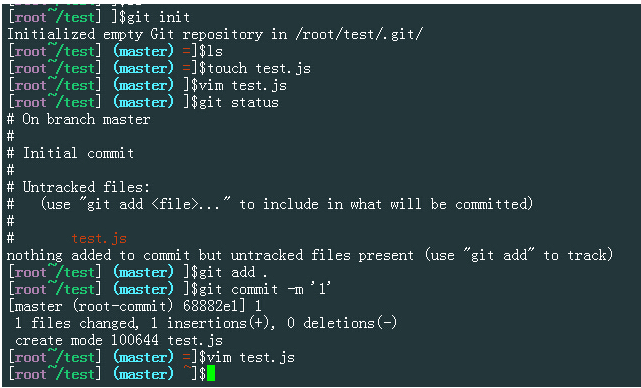 [root~/test] ]$git init
Initialized empty Git repository in /root/test/.git/
[root~/test] (master) =]$ls
[root~/test] (master) =]$touch test.js
[root~/test] (master) ]$vim test.js
[root~/test] (master) ]$git status
# On branch master
#
# Initial commit
#
# Untracked files:
#   (use "git add <file>..." to include in what will be committed)
#
#       test.js
nothing added to commit but untracked files present (use "git add" to track)
[root~/test] (master) ]$git add .
[root~/test] (master) ]$git commit -m '1'
[master (root-commit) 68882e1] 1
 1 files changed, 1 insertions(+), 0 deletions(-)
 create mode 100644 test.js
[root~/test] (master) =]$vim test.js
[root~/test] (master) ~]$